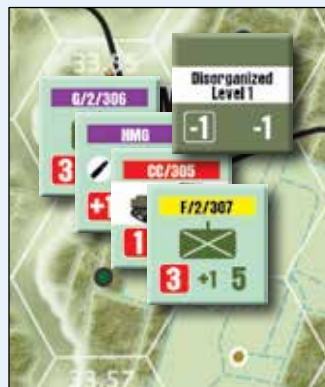 Disorganized
Level 1
-1 -1
G/2/306
3
HMG
+1
CC/305
1
F/2/307
3 +1 5
33.57